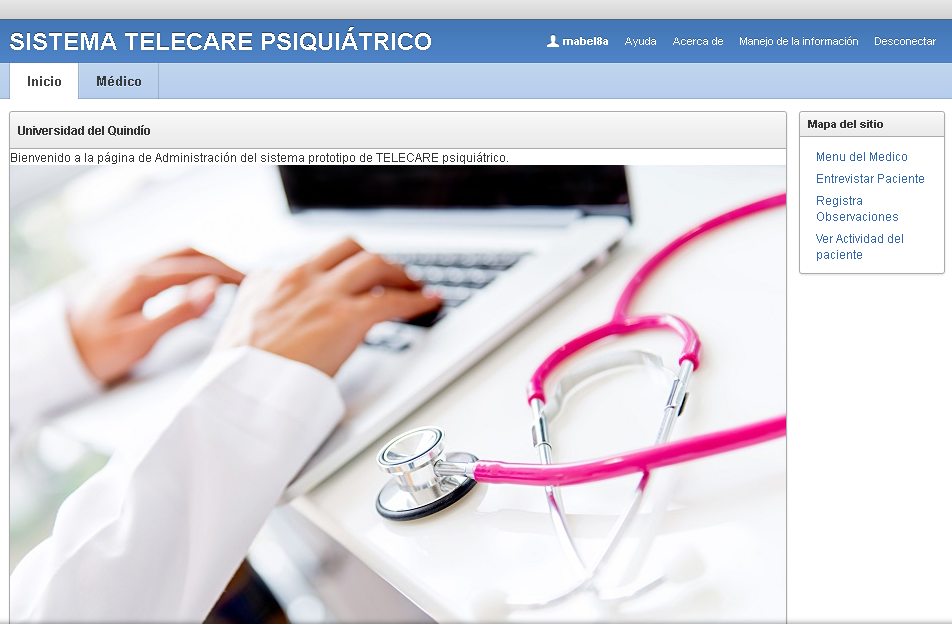 SISTEMA TELECARE PSIQUIÁTRICO
mabel8a Ayuda Acerca de Manejo de la información Desconectar
Inicio Médico
Universidad del Quindío
Bienvenido a la página de Administración del sistema prototipo de TELECARE psiquiátrico.
Mapa del sitio
Menu del Medico
Entrevistar Paciente
Registra
Observaciones
Ver Actividad del
paciente